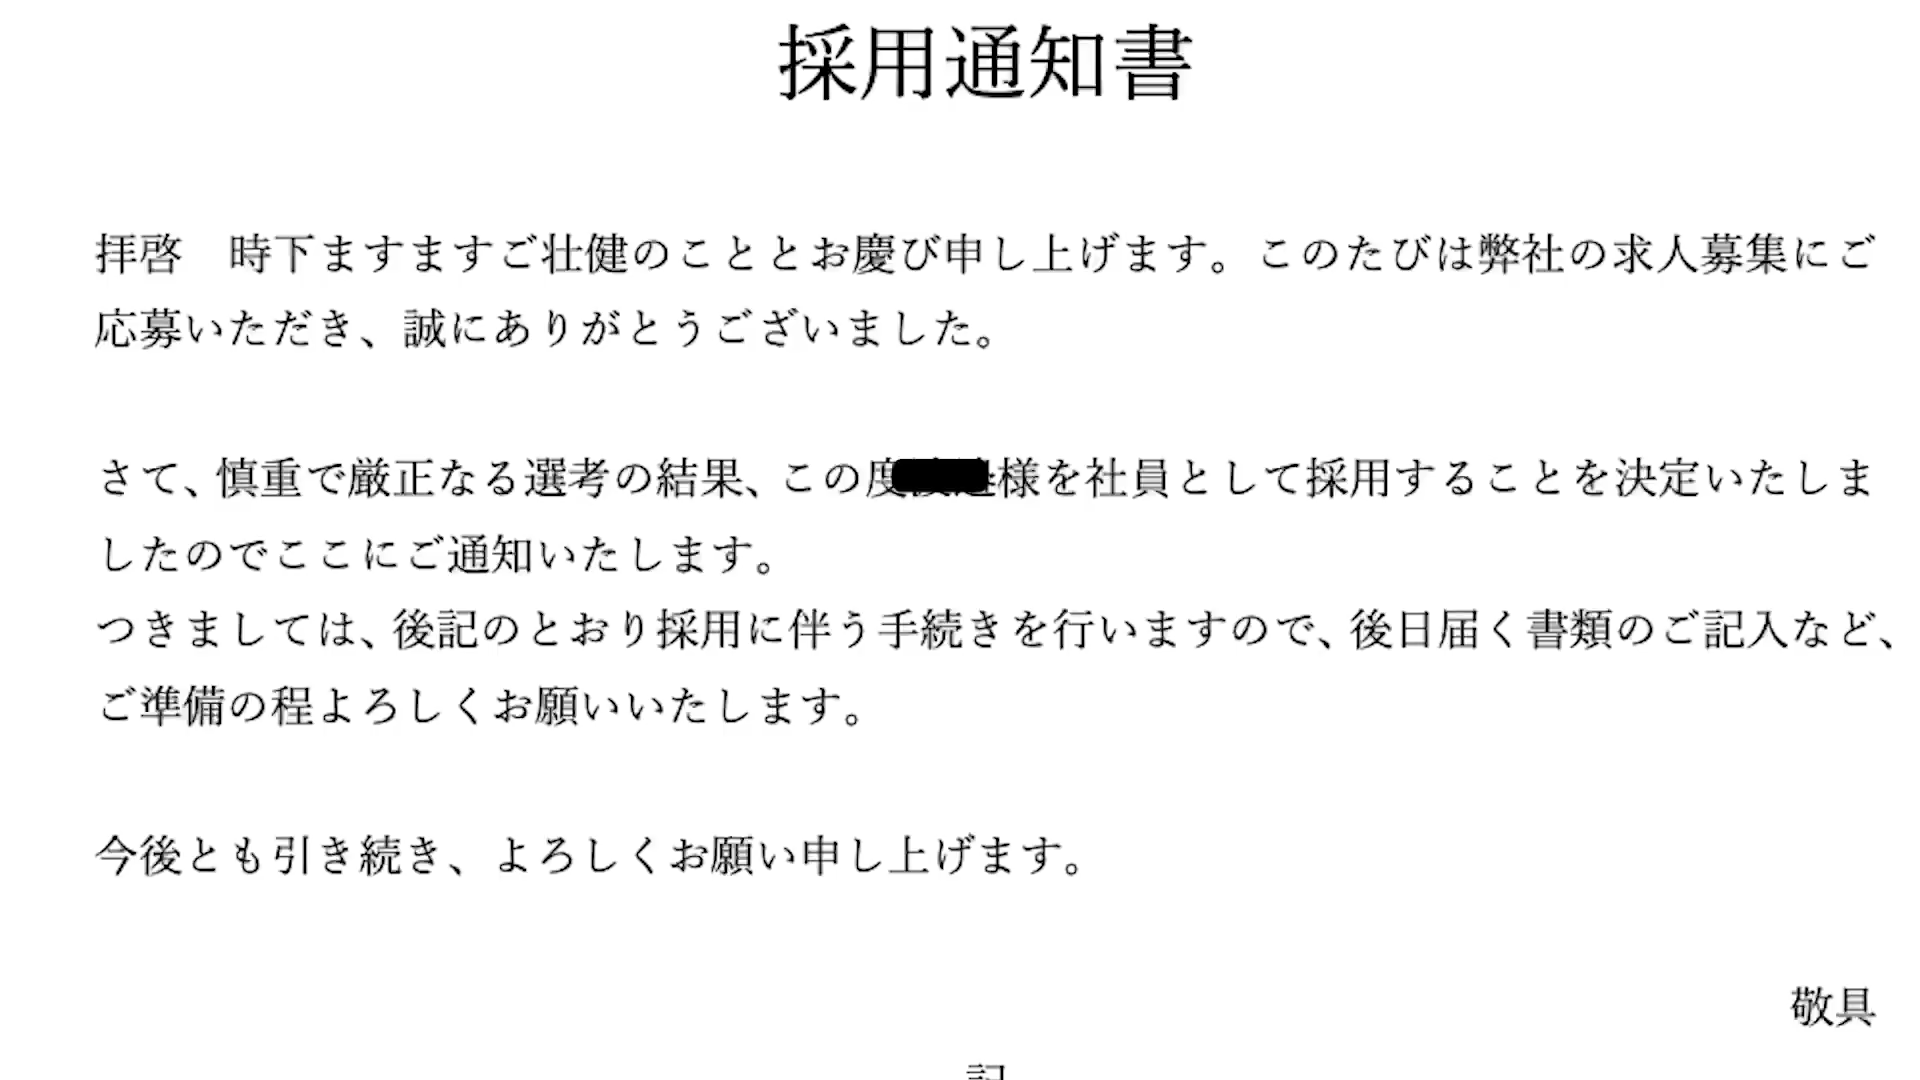 採用通知書
拝啓　時下ますますご壮健のこととお慶び申し上げます。このたびは弊社の求人募集にご
応募いただき、誠にありがとうございました。
さて、慎重で厳正なる選考の結果、この度様を社員として採用することを決定いたしま
したのでここにご通知いたします。
つきましては、後記のとおり採用に伴う手続きを行いますので、後日届く書類のご記入など、
ご準備の程よろしくお願いいたします。
今後とも引き続き、よろしくお願い申し上げます。
敬具
記